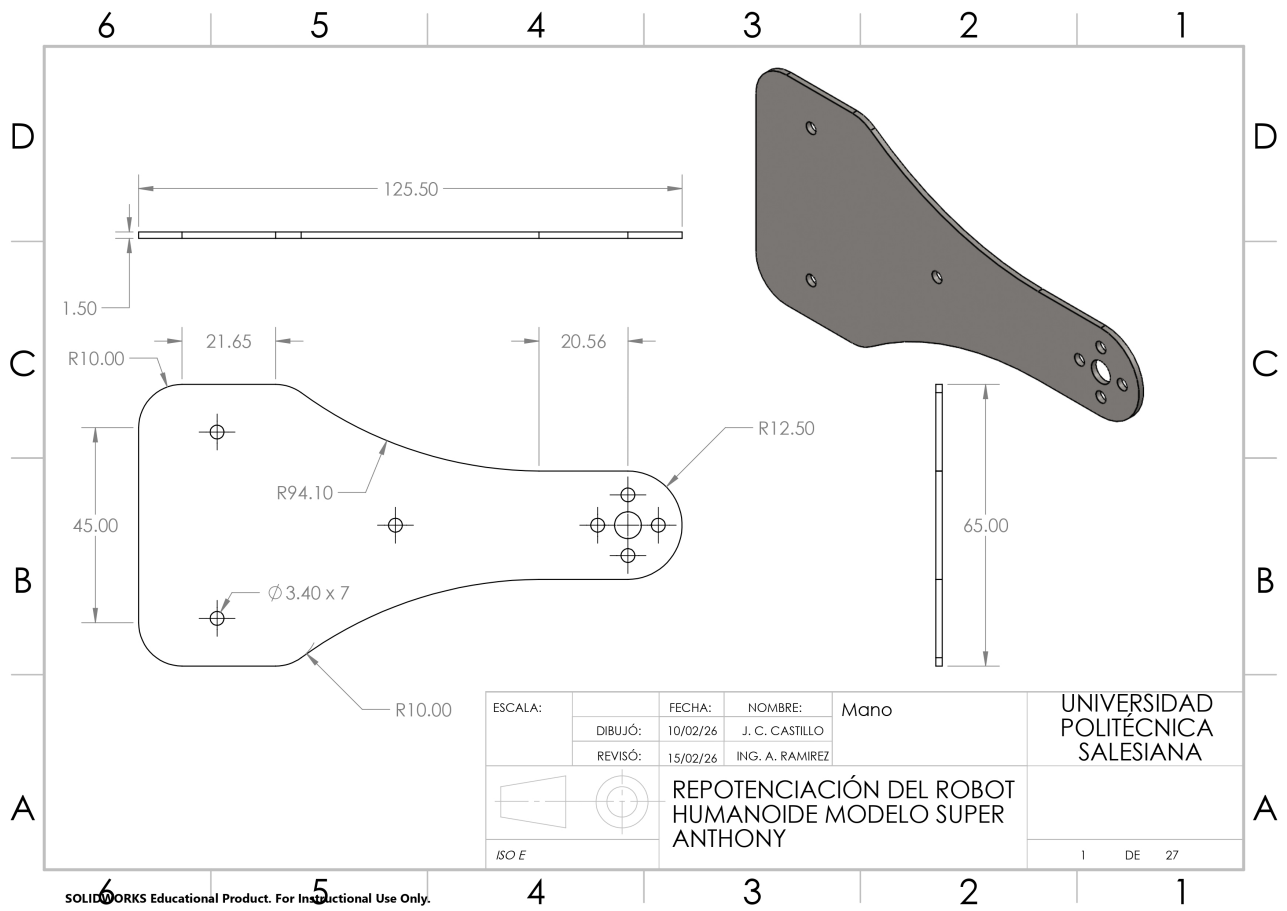 6 5 4 3 2 1
D D
125.50
1.50
21.65 20.56
C C
R10.00
R12.50
R94.10
45.00 65.00
B B
∅3.40 x 7
R10.00
ESCALA:
FECHA: NOMBRE:
DIBUJÓ: 10/02/26 J. C. CASTILLO
REVISÓ: 15/02/26 ING. A. RAMIREZ
Mano
UNIVERSIDAD
POLITÉCNICA
SALESIANA
A A
REPOTENCIACIÓN DEL ROBOT
HUMANOIDE MODELO SUPER
ANTHONY
ISO E
1 DE 27
6 5 4 3 2 1
SOLIDWORKS Educational Product. For Instructional Use Only.